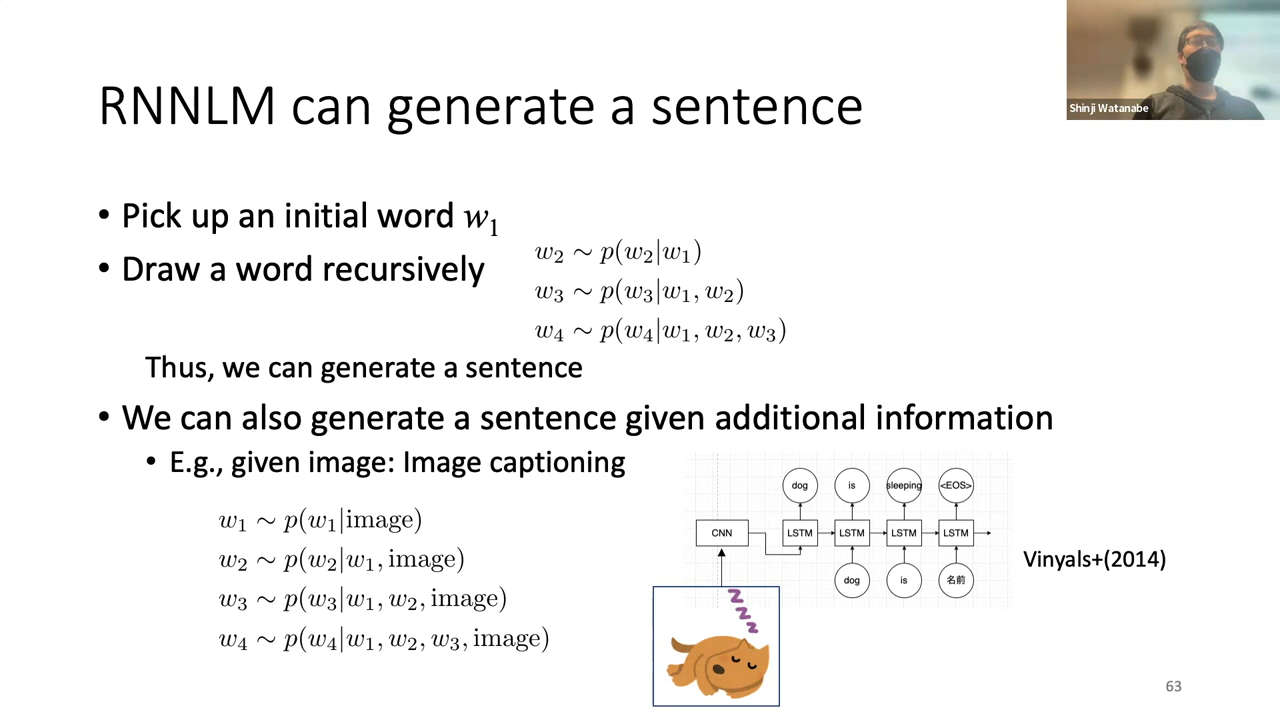 Shinji Watanabe
RNNLM can generate a sentence
• Pick up an initial word w₁
• Draw a word recursively
w₂ ~ p(w₂|w₁)
w₃ ~ p(w₃|w₁, w₂)
w₄ ~ p(w₄|w₁, w₂, w₃)
Thus, we can generate a sentence
• We can also generate a sentence given additional information
• E.g., given image: Image captioning
w₁ ~ p(w₁|image)
w₂ ~ p(w₂|w₁, image)
w₃ ~ p(w₃|w₁, w₂, image)
w₄ ~ p(w₄|w₁, w₂, w₃, image)
dog is sleeping <EOS>
CNN LSTM LSTM LSTM LSTM
dog is 名前
Vinyals+(2014)
z z z z
63